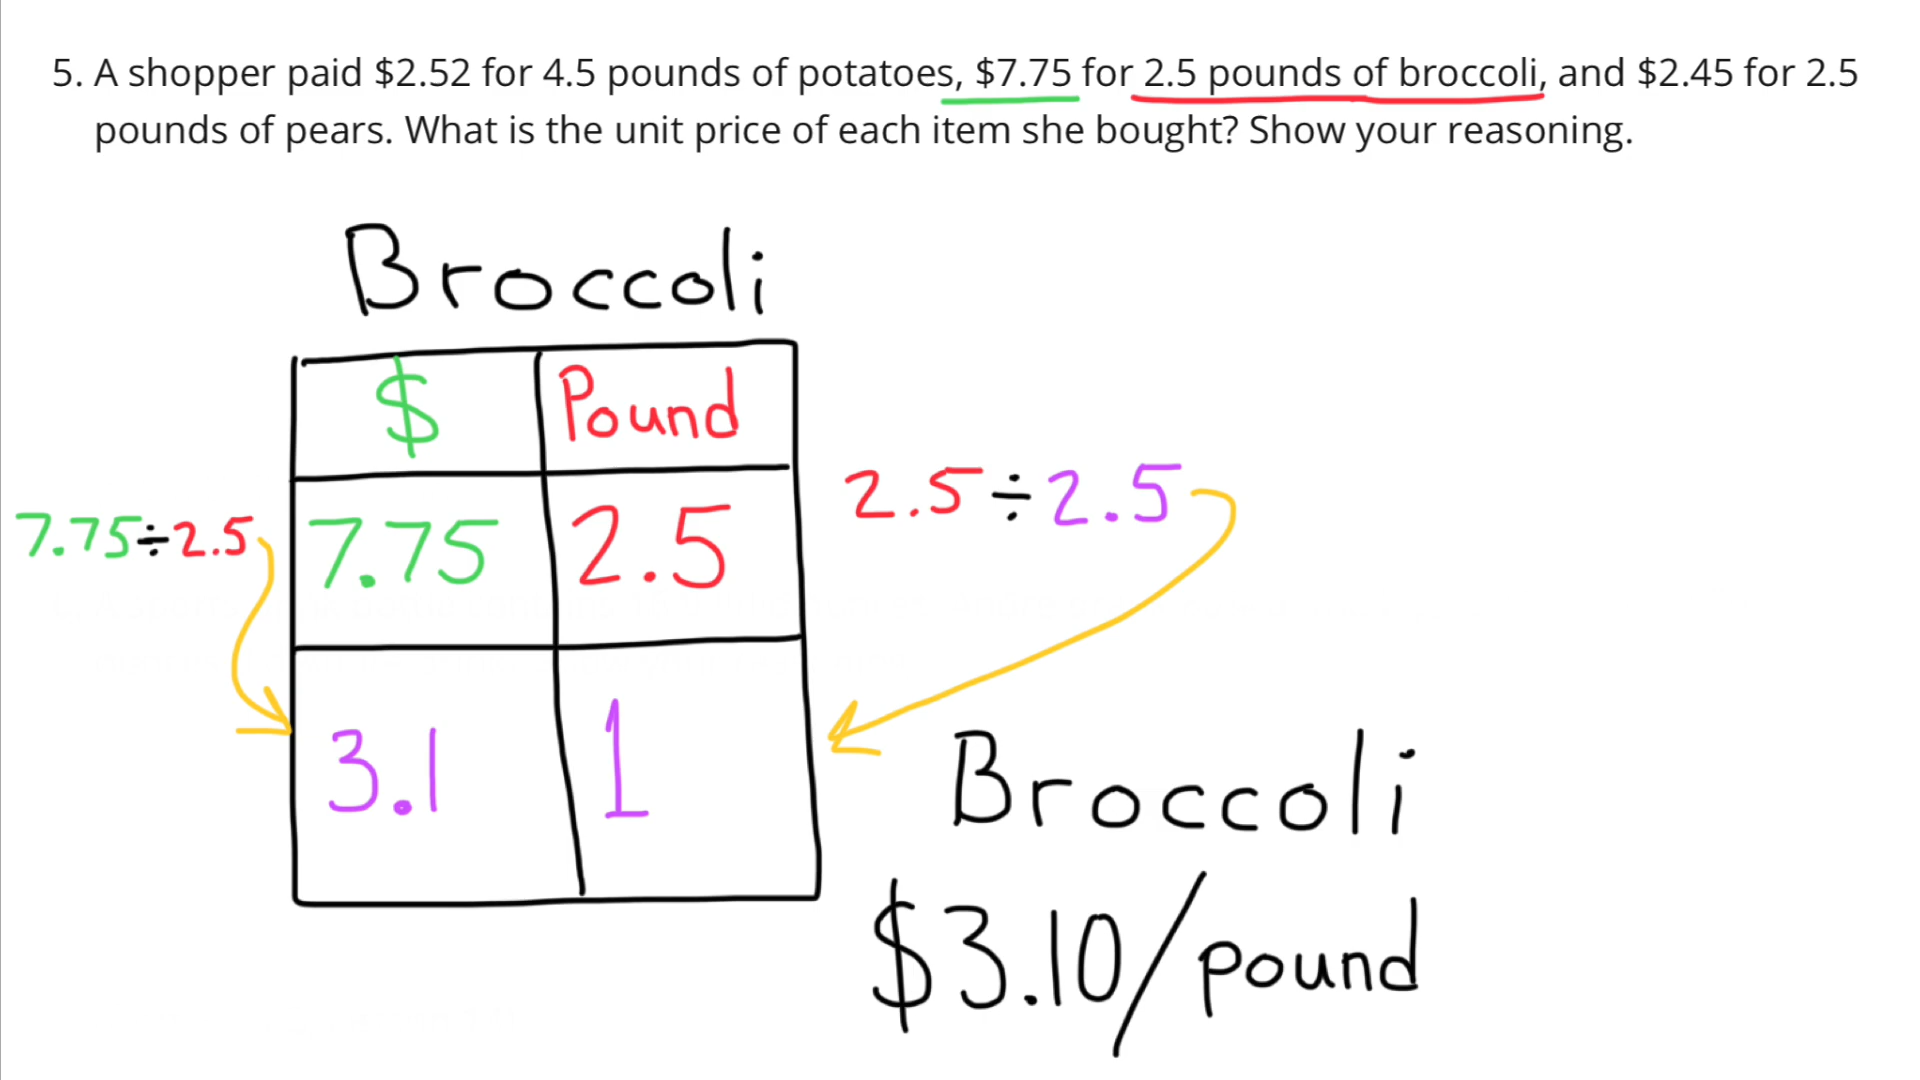 5. A shopper paid $2.52 for 4.5 pounds of potatoes, $7.75 for 2.5 pounds of broccoli, and $2.45 for 2.5
pounds of pears. What is the unit price of each item she bought? Show your reasoning.
Broccoli
$ Pound
7.75÷2.5 7.75 2.5 2.5÷2.5
3.1 1
Broccoli
$3.10/pound